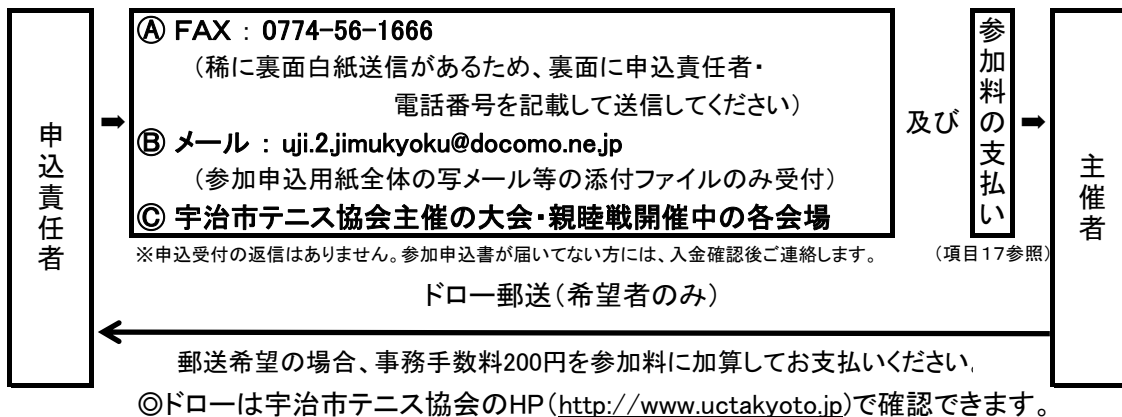 申込責任者
➡
Ⓐ FAX : 0774-56-1666
(稀に裏面白紙送信があるため、裏面に申込責任者・
電話番号を記載して送信してください)
Ⓑ メール : uji.2.jimukyoku@docomo.ne.jp
(参加申込用紙全体の写メール等の添付ファイルのみ受付)
Ⓒ 宇治市テニス協会主催の大会・親睦戦開催中の各会場
及び
参加料の支払い
➡
主催者
※申込受付の返信はありません。参加申込書が届いてない方には、入金確認後ご連絡します。
(項目17参照)
ドロー郵送(希望者のみ)
郵送希望の場合、事務手数料200円を参加料に加算してお支払いください。
◎ドローは宇治市テニス協会のHP(http://www.uctakyoto.jp)で確認できます。